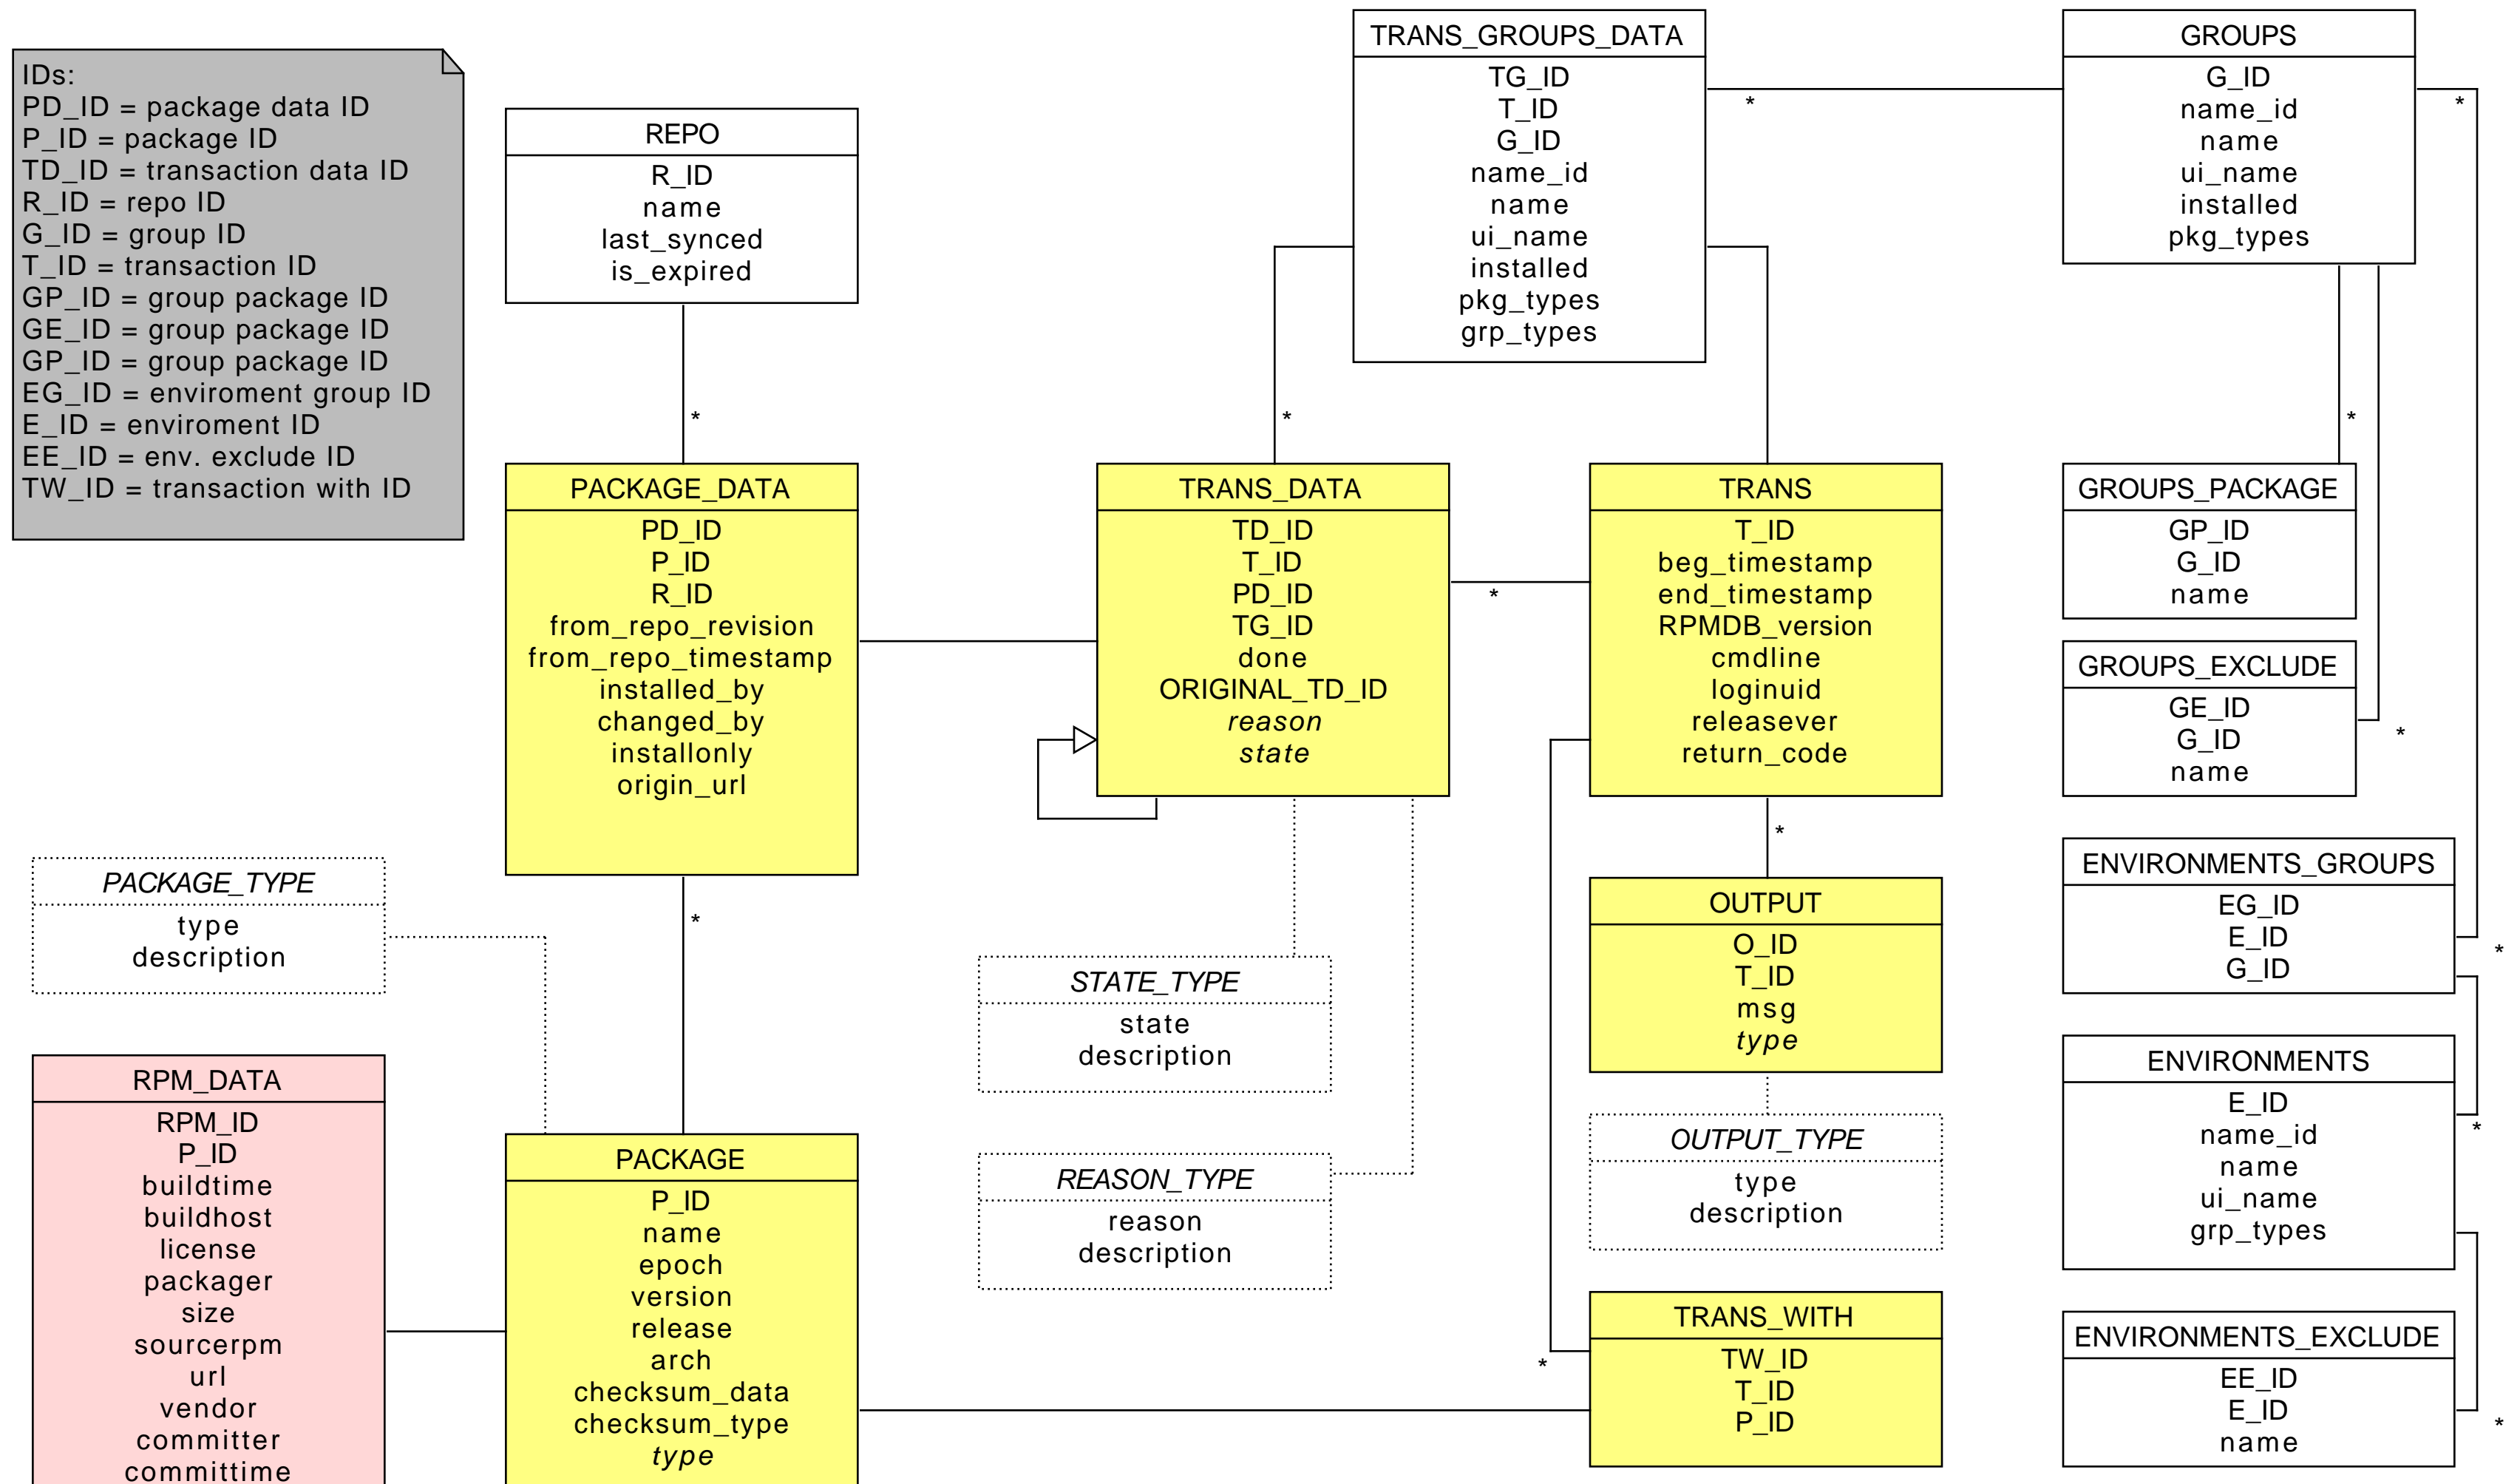 IDs:
PD_ID = package data ID
P_ID = package ID
TD_ID = transaction data ID
R_ID = repo ID
G_ID = group ID
T_ID = transaction ID
GP_ID = group package ID
GE_ID = group package ID
GP_ID = group package ID
EG_ID = enviroment group ID
E_ID = enviroment ID
EE_ID = env. exclude ID
TW_ID = transaction with ID
REPO
R_ID
name
last_synced
is_expired
*
TRANS_GROUPS_DATA
TG_ID
T_ID
G_ID
name_id
name
ui_name
installed
pkg_types
grp_types
*
*
GROUPS
G_ID
name_id
name
ui_name
installed
pkg_types
*
*
PACKAGE_DATA
PD_ID
P_ID
R_ID
from_repo_revision
from_repo_timestamp
installed_by
changed_by
installonly
origin_url
*
TRANS_DATA
TD_ID
T_ID
PD_ID
TG_ID
done
ORIGINAL_TD_ID
reason
state
*
TRANS
T_ID
beg_timestamp
end_timestamp
RPMDB_version
cmdline
loginuid
releasever
return_code
*
GROUPS_PACKAGE
GP_ID
G_ID
name
GROUPS_EXCLUDE
GE_ID
G_ID
name
*
PACKAGE_TYPE
type
description
STATE_TYPE
state
description
OUTPUT
O_ID
T_ID
msg
type
ENVIRONMENTS_GROUPS
EG_ID
E_ID
G_ID
*
RPM_DATA
RPM_ID
P_ID
buildtime
buildhost
license
packager
size
sourcerpm
url
vendor
committer
committime
PACKAGE
P_ID
name
epoch
version
release
arch
checksum_data
checksum_type
type
REASON_TYPE
reason
description
OUTPUT_TYPE
type
description
ENVIRONMENTS
E_ID
name_id
name
ui_name
grp_types
*
TRANS_WITH
TW_ID
T_ID
P_ID
*
ENVIRONMENTS_EXCLUDE
EE_ID
E_ID
name
*